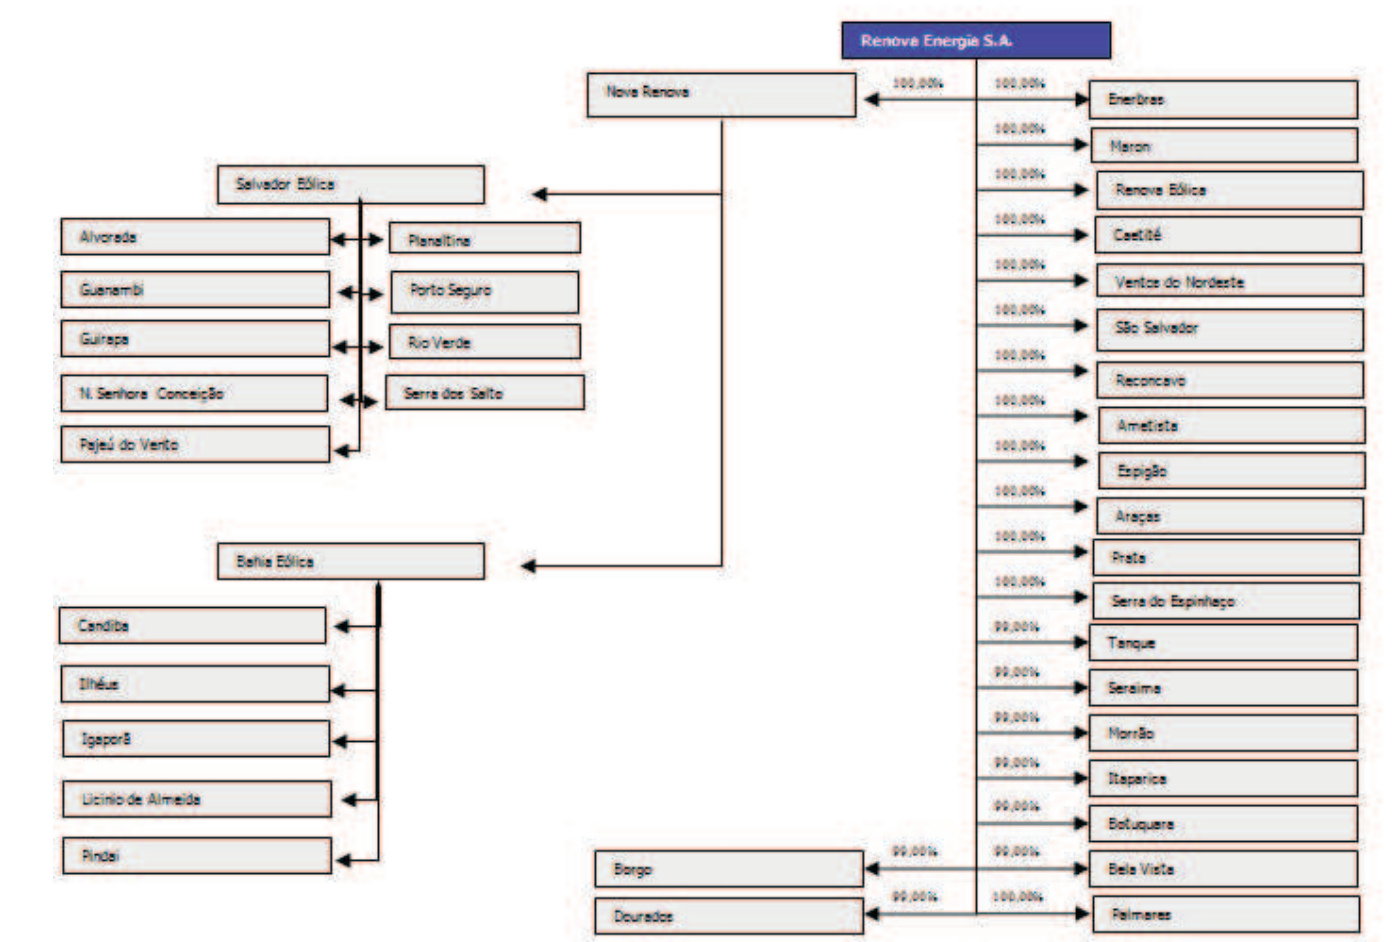 Renova Energia S.A.
Nova Renova
100,00%
100,00%
Enerbras
100,00%
Maron
Salvador Eólica
100,00%
Renova Eólica
Alvorada
Planaltina
100,00%
Caetité
Guanambi
Porto Seguro
100,00%
Ventos do Nordeste
Guirapa
Rio Verde
100,00%
São Salvador
N. Senhora Conceição
Serra dos Salto
100,00%
Reconcavo
Pajeú do Vento
100,00%
Ametista
100,00%
Espigão
100,00%
Araças
Bahia Eólica
100,00%
Prata
Candiba
100,00%
Serra do Espinhaço
99,00%
Tanque
Ilhéus
99,00%
Seraima
Igaporã
99,00%
Morrão
Licinio de Almeida
99,00%
Itaparica
99,00%
Botuquara
Pindai
Borgo
99,00%
99,00%
Bela Vista
Dourados
99,00%
100,00%
Palmares